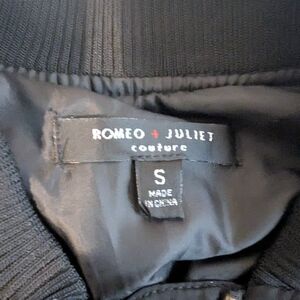 ROMEO + JULIET
couture
S
MADE
IN CHINA